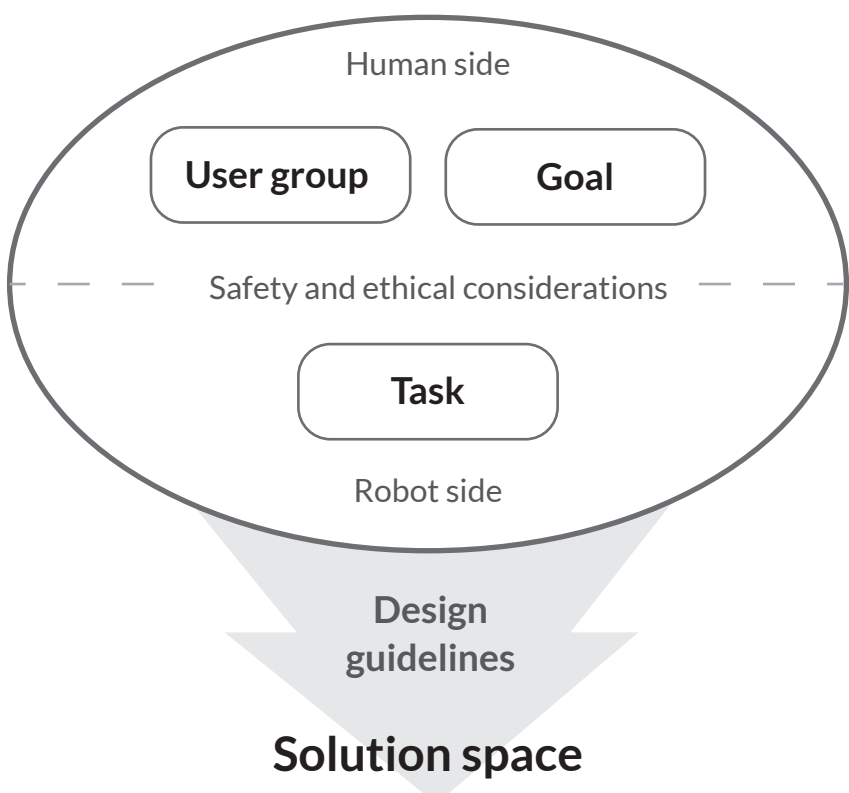 Human side
User group
Goal
Safety and ethical considerations
Task
Robot side
Design
guidelines
Solution space